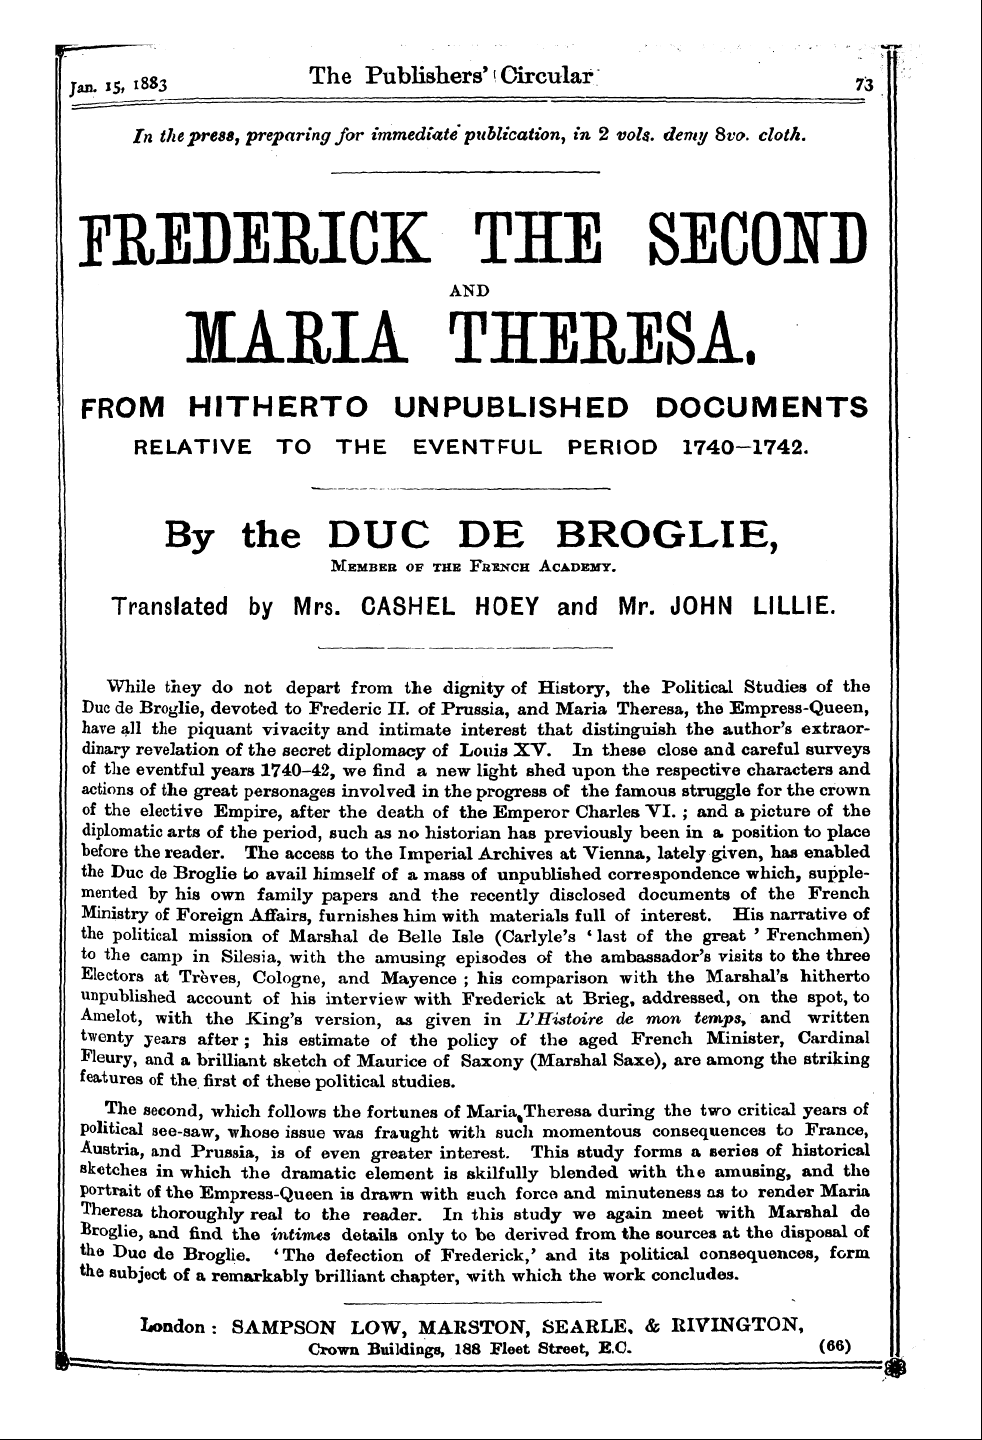 Jan. 15, 1883 The Publishers' Circular 73
In the press, preparing for immediate publication, in 2 vols. demy 8vo. cloth.
FREDERICK THE SECOND
AND
MARIA THERESA.
FROM HITHERTO UNPUBLISHED DOCUMENTS
RELATIVE TO THE EVENTFUL PERIOD 1740–1742.
By the DUC DE BROGLIE,
MEMBER OF THE FRENCH ACADEMY.
Translated by Mrs. CASHEL HOEY and Mr. JOHN LILLIE.
While they do not depart from the dignity of History, the Political Studies of the
Duc de Broglie, devoted to Frederic II. of Prussia, and Maria Theresa, the Empress-Queen,
have all the piquant vivacity and intimate interest that distinguish the author's extraor-
dinary revelation of the secret diplomacy of Louis XV. In these close and careful surveys
of the eventful years 1740–42, we find a new light shed upon the respective characters and
actions of the great personages involved in the progress of the famous struggle for the crown
of the elective Empire, after the death of the Emperor Charles VI. ; and a picture of the
diplomatic arts of the period, such as no historian has previously been in a position to place
before the reader. The access to the Imperial Archives at Vienna, lately given, has enabled
the Duc de Broglie to avail himself of a mass of unpublished correspondence which, supple-
mented by his own family papers and the recently disclosed documents of the French
Ministry of Foreign Affairs, furnishes him with materials full of interest. His narrative of
the political mission of Marshal de Belle Isle (Carlyle's ' last of the great ' Frenchmen)
to the camp in Silesia, with the amusing episodes of the ambassador's visits to the three
Electors at Trèves, Cologne, and Mayence ; his comparison with the Marshal's hitherto
unpublished account of his interview with Frederick at Brieg, addressed, on the spot, to
Amelot, with the King's version, as given in L'Histoire de mon temps, and written
twenty years after ; his estimate of the policy of the aged French Minister, Cardinal
Fleury, and a brilliant sketch of Maurice of Saxony (Marshal Saxe), are among the striking
features of the first of these political studies.
The second, which follows the fortunes of Maria Theresa during the two critical years of
political see-saw, whose issue was fraught with such momentous consequences to France,
Austria, and Prussia, is of even greater interest. This study forms a series of historical
sketches in which the dramatic element is skilfully blended with the amusing, and the
portrait of the Empress-Queen is drawn with such force and minuteness as to render Maria
Theresa thoroughly real to the reader. In this study we again meet with Marshal de
Broglie, and find the intimes details only to be derived from the sources at the disposal of
the Duc de Broglie. ' The defection of Frederick,' and its political consequences, form
the subject of a remarkably brilliant chapter, with which the work concludes.
London : SAMPSON LOW, MARSTON, SEARLE, & RIVINGTON,
Crown Buildings, 188 Fleet Street, E.C. (66)